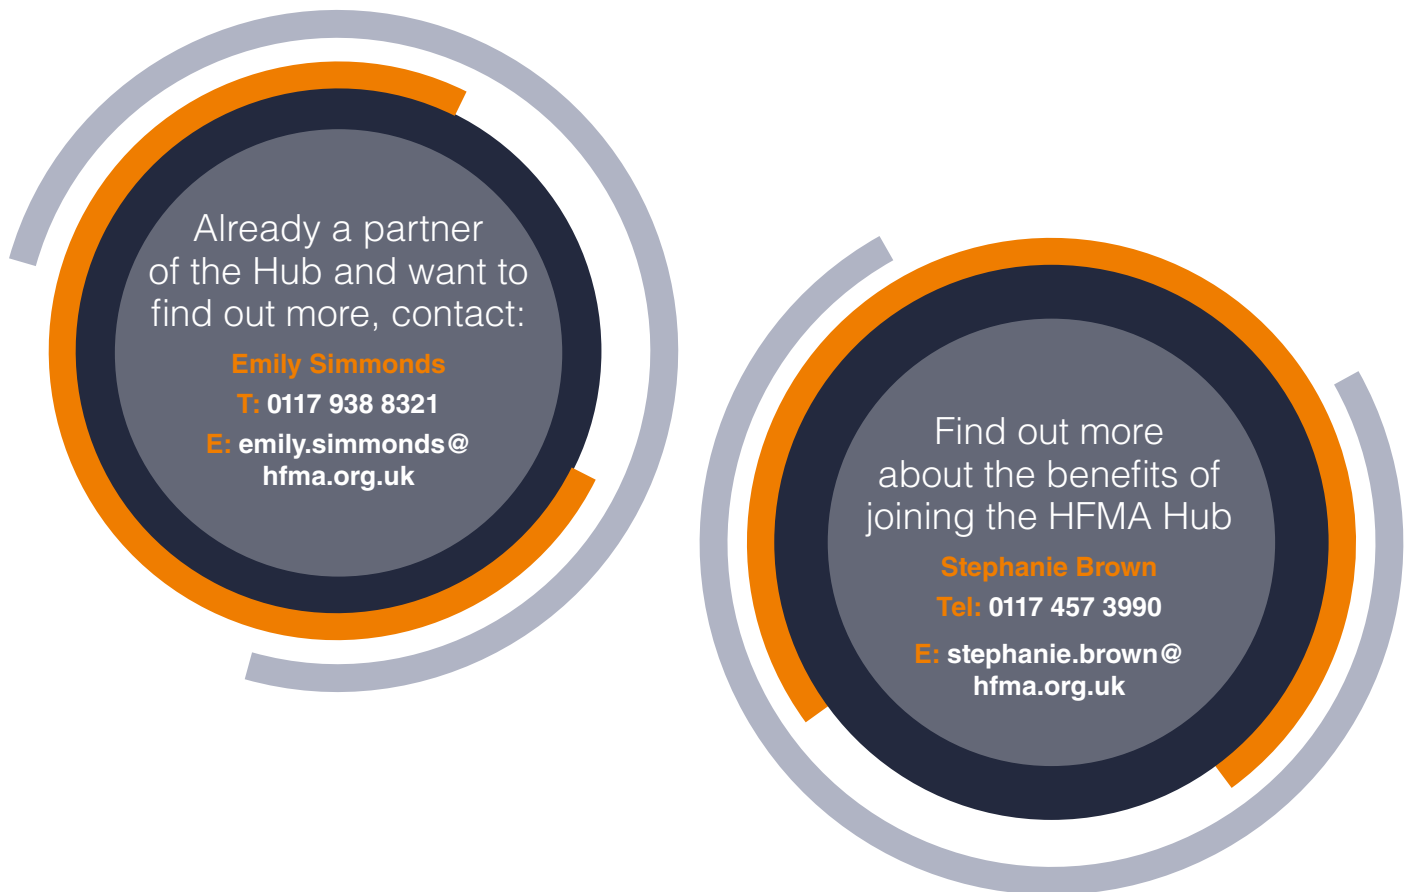 Already a partner
of the Hub and want to
find out more, contact:
Emily Simmonds
T: 0117 938 8321
E: emily.simmonds@
hfma.org.uk
Find out more
about the benefits of
joining the HFMA Hub
Stephanie Brown
Tel: 0117 457 3990
E: stephanie.brown@
hfma.org.uk